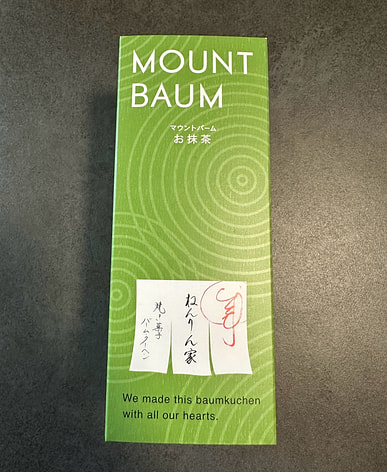 MOUNT
BAUM
マウントバーム
お抹茶
ねんりん家
バームクーヘン
We made this baumkuchen
with all our hearts.